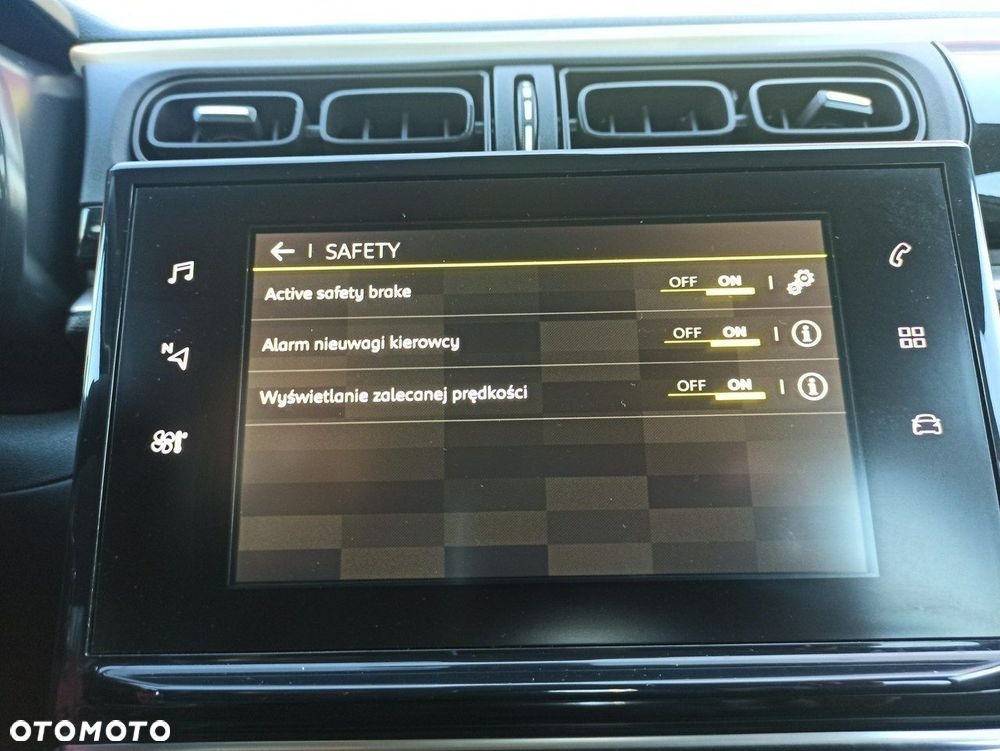 SAFETY
Active safety brake OFF ON
Alarm nieuwagi kierowcy OFF ON
Wyświetlanie zalecanej prędkości OFF ON
N
OTOMOTO